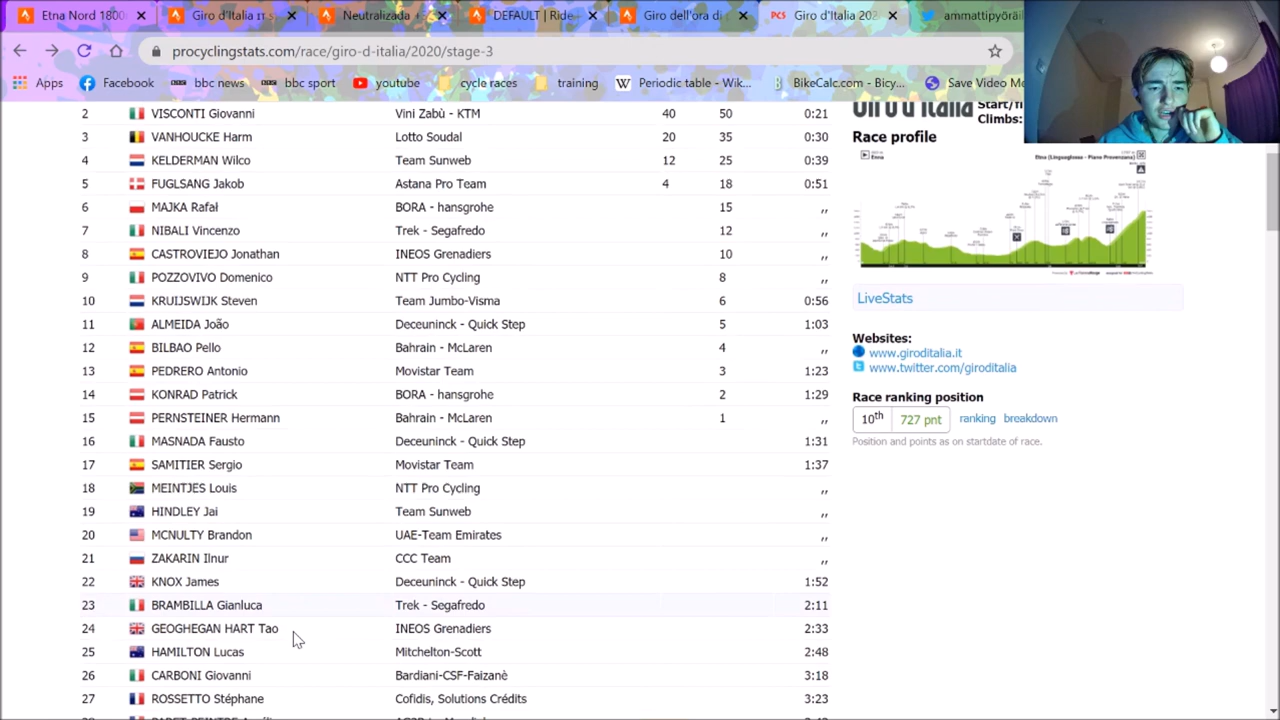 Etna Nord 1800
Giro d'Italia
Neutralizada
DEFAULT | Ride
Giro dell'ora di
Giro d'Italia 202
ammattipyöräil
procyclingstats.com/race/giro-d-italia/2020/stage-3
Apps
Facebook
bbc news
bbc sport
youtube
cycle races
training
Periodic table - Wik...
BikeCalc.com - Bicy...
Save Video Me
2 VISCONTI Giovanni Vini Zabù - KTM 40 50 0:21
3 VANHOUCKE Harm Lotto Soudal 20 35 0:30
4 KELDERMAN Wilco Team Sunweb 12 25 0:39
5 FUGLSANG Jakob Astana Pro Team 4 18 0:51
6 MAJKA Rafał BORA - hansgrohe 15 ,,
7 NIBALI Vincenzo Trek - Segafredo 12 ,,
8 CASTROVIEJO Jonathan INEOS Grenadiers 10 ,,
9 POZZOVIVO Domenico NTT Pro Cycling 8 ,,
10 KRUIJSWIJK Steven Team Jumbo-Visma 6 0:56
11 ALMEIDA João Deceuninck - Quick Step 5 1:03
12 BILBAO Pello Bahrain - McLaren 4 ,,
13 PEDRERO Antonio Movistar Team 3 1:23
14 KONRAD Patrick BORA - hansgrohe 2 1:29
15 PERNSTEINER Hermann Bahrain - McLaren 1 ,,
16 MASNADA Fausto Deceuninck - Quick Step 1:31
17 SAMITIER Sergio Movistar Team 1:37
18 MEINTJES Louis NTT Pro Cycling ,,
19 HINDLEY Jai Team Sunweb ,,
20 MCNULTY Brandon UAE-Team Emirates ,,
21 ZAKARIN Ilnur CCC Team ,,
22 KNOX James Deceuninck - Quick Step 1:52
23 BRAMBILLA Gianluca Trek - Segafredo 2:11
24 GEOGHEGAN HART Tao INEOS Grenadiers 2:33
25 HAMILTON Lucas Mitchelton-Scott 2:48
26 CARBONI Giovanni Bardiani-CSF-Faizanè 3:18
27 ROSSETTO Stéphane Cofidis, Solutions Crédits 3:23
Giro d'Italia
Start/fi
Climbs:
Race profile
Etna
Etna (Linguaglossa - Piano Provenzana)
LiveStats
Websites:
www.giroditalia.it
www.twitter.com/giroditalia
Race ranking position
10th 727 pnt ranking breakdown
Position and points as on startdate of race.